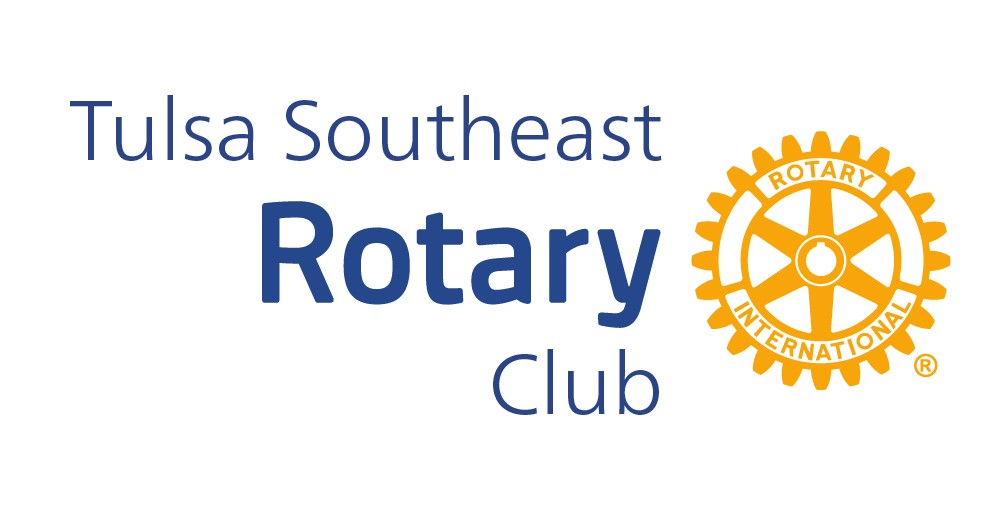 Tulsa Southeast
Rotary
Club
ROTARY
INTERNATIONAL
®